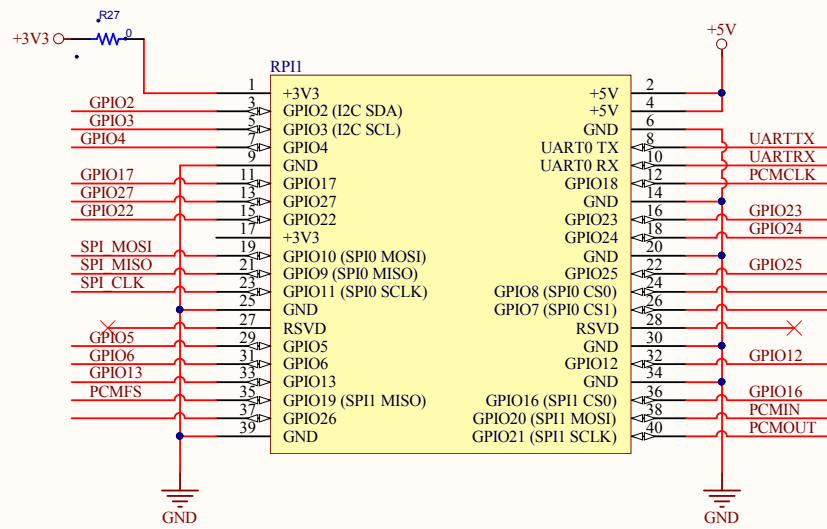 R27
+3V3
0
+5V
RPI1
1 +3V3 +5V 2
GPIO2 3 GPIO2 (I2C SDA) +5V 4
GPIO3 5 GPIO3 (I2C SCL) GND 6
GPIO4 7 GPIO4 UART0 TX 8 UARTTX
9 GND UART0 RX 10 UARTRX
GPIO17 11 GPIO17 GPIO18 12 PCMCLK
GPIO27 13 GPIO27 GND 14
GPIO22 15 GPIO22 GPIO23 16 GPIO23
17 +3V3 GPIO24 18 GPIO24
SPI_MOSI 19 GPIO10 (SPI0 MOSI) GND 20
SPI_MISO 21 GPIO9 (SPI0 MISO) GPIO25 22 GPIO25
SPI_CLK 23 GPIO11 (SPI0 SCLK) GPIO8 (SPI0 CS0) 24
25 GND GPIO7 (SPI0 CS1) 26
27 RSVD RSVD 28
GPIO5 29 GPIO5 GND 30
GPIO6 31 GPIO6 GPIO12 32 GPIO12
GPIO13 33 GPIO13 GND 34
PCMFS 35 GPIO19 (SPI1 MISO) GPIO16 (SPI1 CS0) 36 GPIO16
37 GPIO26 GPIO20 (SPI1 MOSI) 38 PCMIN
39 GND GPIO21 (SPI1 SCLK) 40 PCMOUT
GND GND